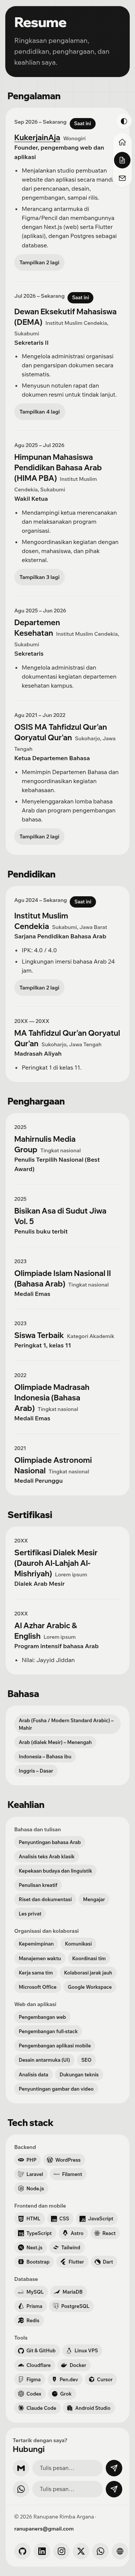 Resume
Ringkasan pengalaman,
pendidikan, penghargaan, dan
keahlian saya.
Pengalaman
Sep 2026 – Sekarang Saat ini
KukerjainAja Wonogiri
Founder, pengembang web dan
aplikasi
• Menjalankan studio pembuatan
website dan aplikasi secara mandiri,
dari perencanaan, desain,
pengembangan, sampai rilis.
• Merancang antarmuka di
Figma/Pencil dan mengembangkannya
dengan Next.js (web) serta Flutter
(aplikasi), dengan Postgres sebagai
database.
Tampilkan 2 lagi
Jul 2026 – Sekarang Saat ini
Dewan Eksekutif Mahasiswa
(DEMA) Institut Muslim Cendekia,
Sukabumi
Sekretaris II
• Mengelola administrasi organisasi
dan pengarsipan dokumen secara
sistematis.
• Menyusun notulen rapat dan
dokumen resmi untuk tindak lanjut.
Tampilkan 4 lagi
Agu 2025 – Jul 2026
Himpunan Mahasiswa
Pendidikan Bahasa Arab
(HIMA PBA) Institut Muslim
Cendekia, Sukabumi
Wakil Ketua
• Mendampingi ketua merencanakan
dan melaksanakan program
organisasi.
• Mengoordinasikan kegiatan dengan
dosen, mahasiswa, dan pihak
eksternal.
Tampilkan 3 lagi
Agu 2025 – Jun 2026
Departemen
Kesehatan Institut Muslim Cendekia,
Sukabumi
Sekretaris
• Mengelola administrasi dan
dokumentasi kegiatan departemen
kesehatan kampus.
Agu 2021 – Jun 2022
OSIS MA Tahfidzul Qur'an
Qoryatul Qur'an Sukoharjo, Jawa
Tengah
Ketua Departemen Bahasa
• Memimpin Departemen Bahasa dan
mengoordinasikan kegiatan
kebahasaan.
• Menyelenggarakan lomba bahasa
Arab dan program pengembangan
bahasa.
Tampilkan 2 lagi
Pendidikan
Agu 2024 – Sekarang Saat ini
Institut Muslim
Cendekia Sukabumi, Jawa Barat
Sarjana Pendidikan Bahasa Arab
• IPK: 4.0 / 4.0
• Lingkungan imersi bahasa Arab 24
jam.
Tampilkan 2 lagi
20XX — 20XX
MA Tahfidzul Qur'an Qoryatul
Qur'an Sukoharjo, Jawa Tengah
Madrasah Aliyah
• Peringkat 1 di kelas 11.
Penghargaan
2025
Mahirnulis Media
Group Tingkat nasional
Penulis Terpilih Nasional (Best
Award)
2025
Bisikan Asa di Sudut Jiwa
Vol. 5
Penulis buku terbit
2023
Olimpiade Islam Nasional II
(Bahasa Arab) Tingkat nasional
Medali Emas
2023
Siswa Terbaik Kategori Akademik
Peringkat 1, kelas 11
2022
Olimpiade Madrasah
Indonesia (Bahasa
Arab) Tingkat nasional
Medali Emas
2021
Olimpiade Astronomi
Nasional Tingkat nasional
Medali Perunggu
Sertifikasi
20XX
Sertifikasi Dialek Mesir
(Dauroh Al-Lahjah Al-
Mishriyah) Lorem ipsum
Dialek Arab Mesir
20XX
Al Azhar Arabic &
English Lorem ipsum
Program intensif bahasa Arab
• Nilai: Jayyid Jiddan
Bahasa
Arab (Fusha / Modern Standard Arabic) –
Mahir
Arab (dialek Mesir) – Menengah
Indonesia – Bahasa ibu
Inggris – Dasar
Keahlian
Bahasa dan tulisan
Penyuntingan bahasa Arab
Analisis teks Arab klasik
Kepekaan budaya dan linguistik
Penulisan kreatif
Riset dan dokumentasi Mengajar
Les privat
Organisasi dan kolaborasi
Kepemimpinan Komunikasi
Manajemen waktu Koordinasi tim
Kerja sama tim Kolaborasi jarak jauh
Microsoft Office Google Workspace
Web dan aplikasi
Pengembangan web
Pengembangan full-stack
Pengembangan aplikasi mobile
Desain antarmuka (UI) SEO
Analisis data Dukungan teknis
Penyuntingan gambar dan video
Tech stack
Backend
PHP WordPress
Laravel Filament
Node.js
Frontend dan mobile
HTML CSS JavaScript
TypeScript Astro React
Next.js Tailwind
Bootstrap Flutter Dart
Database
MySQL MariaDB
Prisma PostgreSQL
Redis
Tools
Git & GitHub Linux VPS
Cloudflare Docker
Figma Pen.dev Cursor
Codex Grok
Claude Code Android Studio
Tertarik dengan saya?
Hubungi
Tulis pesan...
Tulis pesan...
© 2026 Ranupane Rimba Argana ·
ranupaners@gmail.com